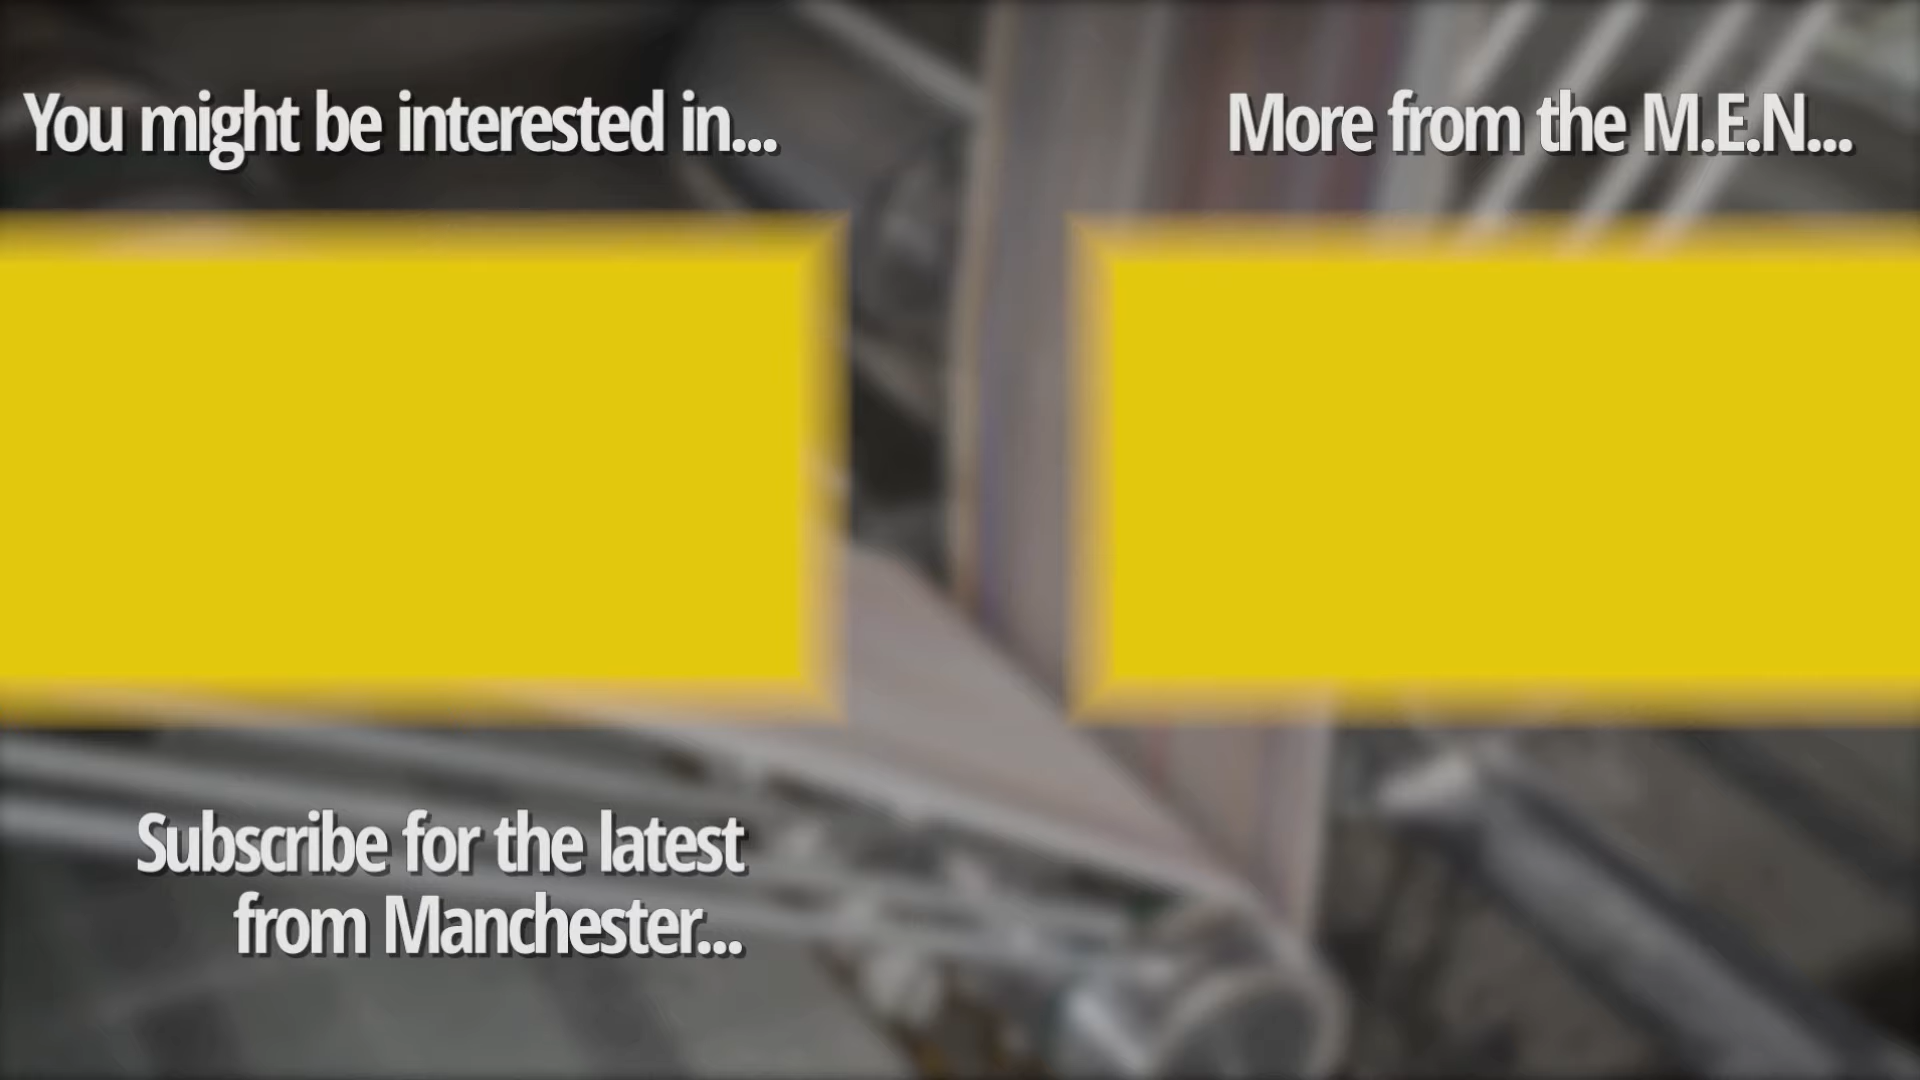 You might be interested in...
More from the M.E.N...
Subscribe for the latest
from Manchester...